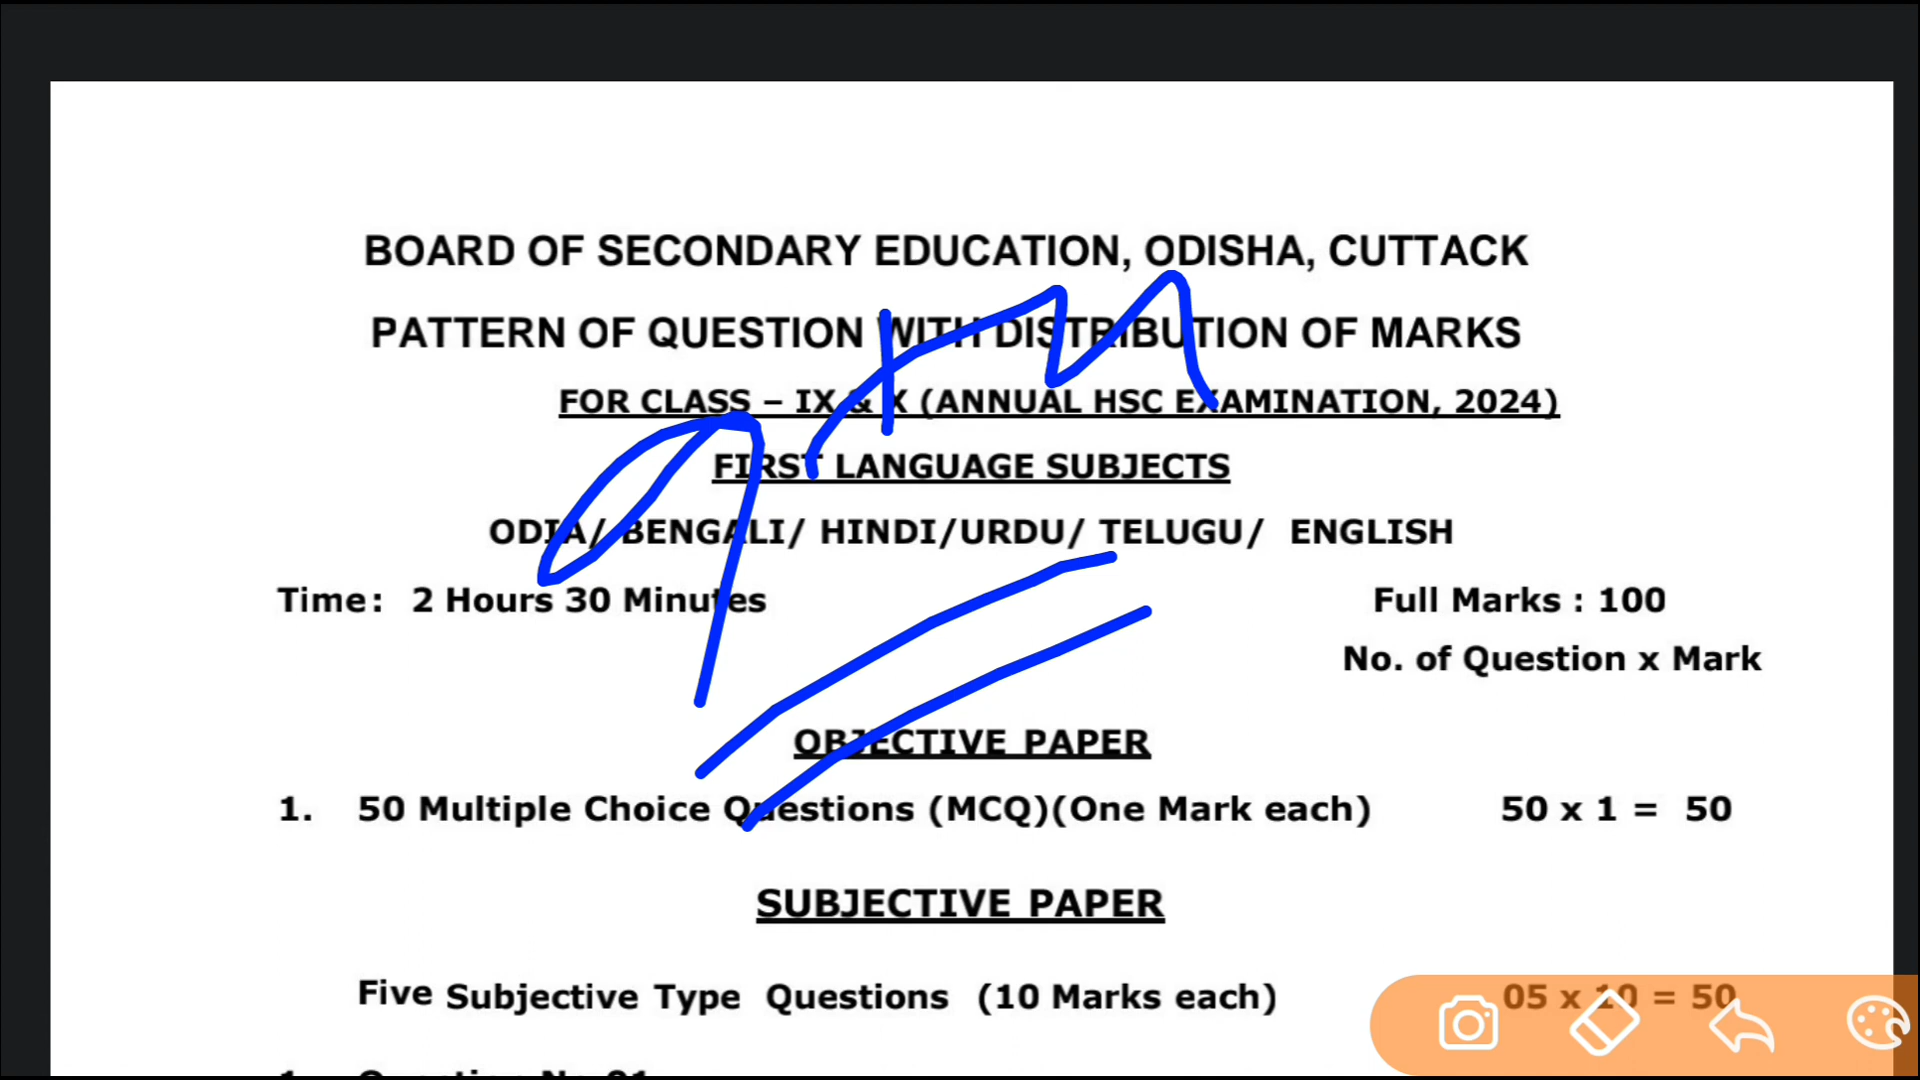 BOARD OF SECONDARY EDUCATION, ODISHA, CUTTACK
PATTERN OF QUESTION WITH DISTRIBUTION OF MARKS
FOR CLASS – IX & X (ANNUAL HSC EXAMINATION, 2024)
FIRST LANGUAGE SUBJECTS
ODIA/ BENGALI/ HINDI/URDU/ TELUGU/ ENGLISH
Time: 2 Hours 30 Minutes Full Marks : 100
No. of Question x Mark
OBJECTIVE PAPER
1. 50 Multiple Choice Questions (MCQ)(One Mark each) 50 x 1 = 50
SUBJECTIVE PAPER
Five Subjective Type Questions (10 Marks each) 05 x 10 = 50
9th